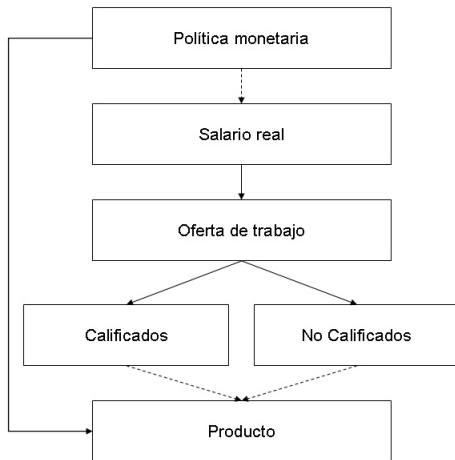 Política monetaria
Salario real
Oferta de trabajo
Calificados
No Calificados
Producto